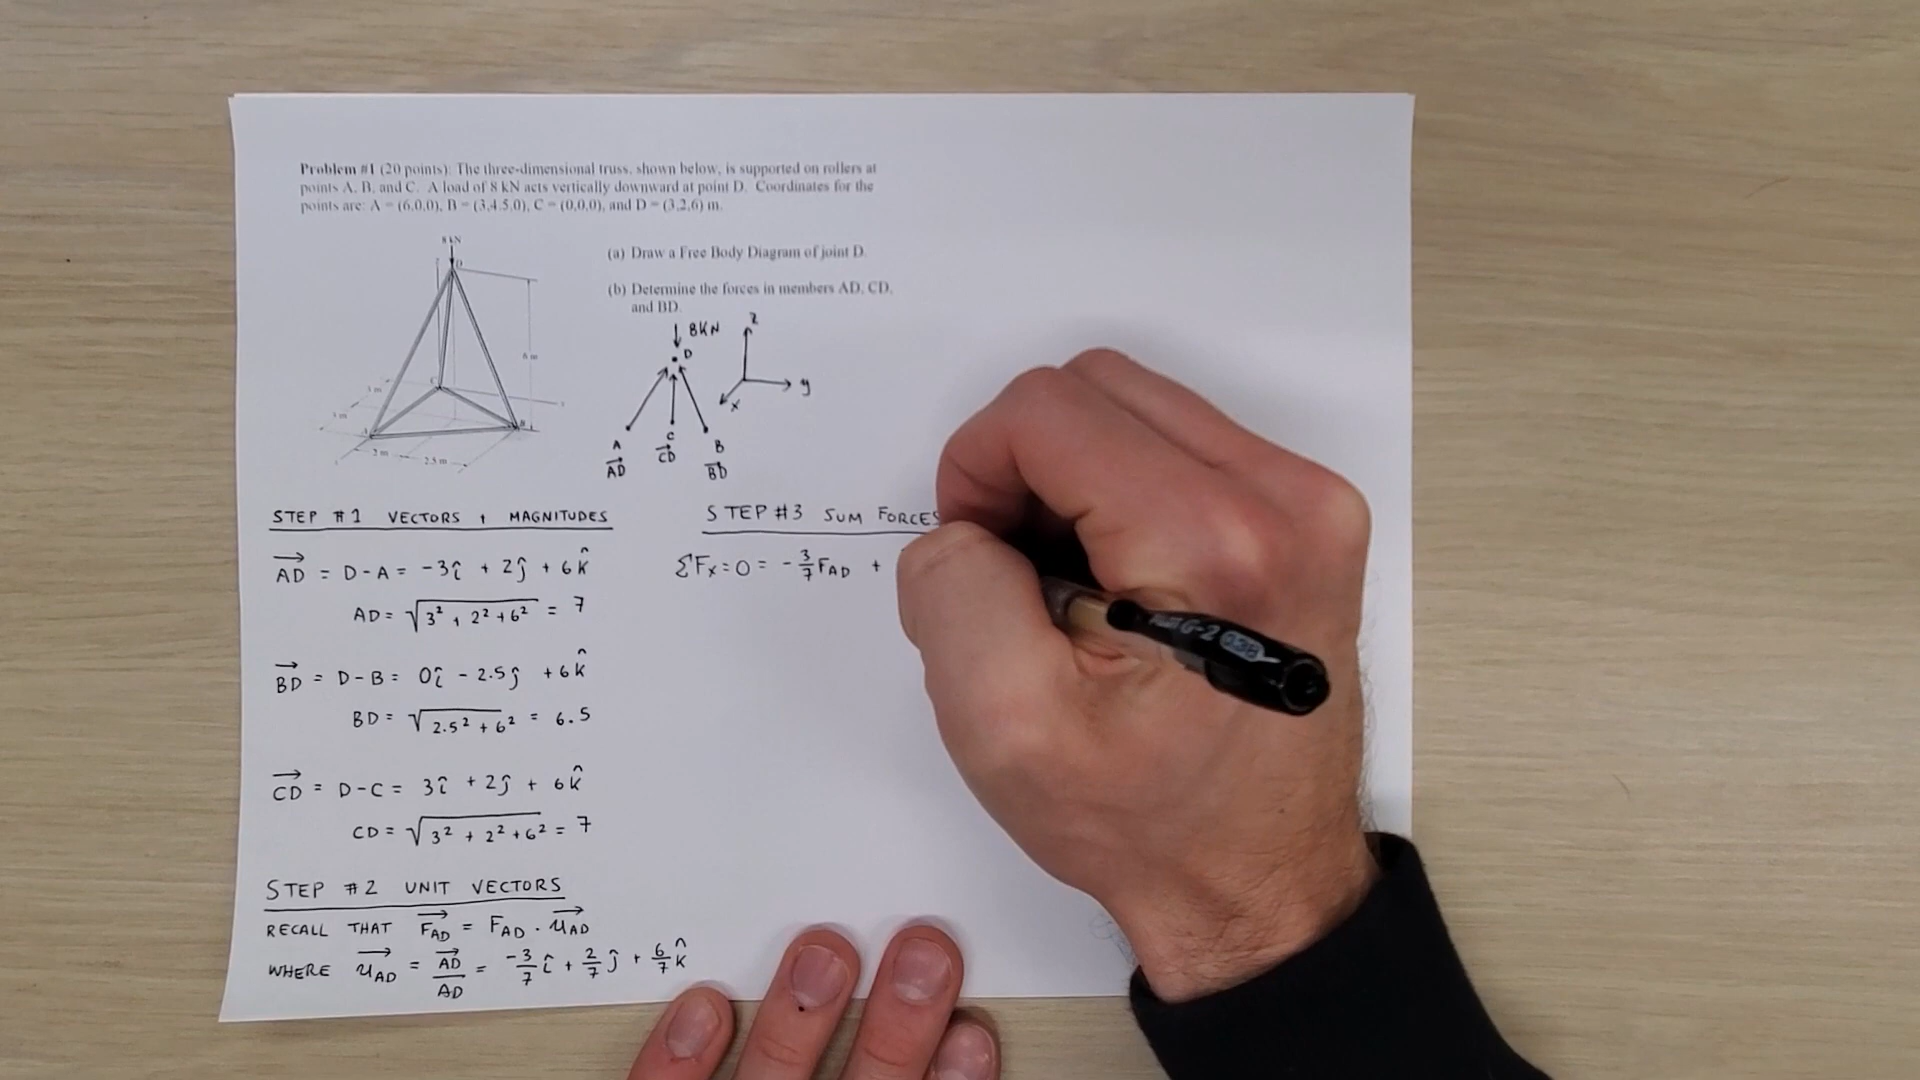 Problem #1 (20 points): The three-dimensional truss, shown below, is supported on rollers at
points A, B, and C. A load of 8 kN acts vertically downward at point D. Coordinates for the
points are: A = (6,0,0), B = (3,4.5,0), C = (0,0,0), and D = (3,2,6) m.
8 kN
D
6 m
C
3 m
3 m
A
B
2 m
2.5 m
(a) Draw a Free Body Diagram of joint D.
(b) Determine the forces in members AD, CD,
and BD.
8KN
D
z
y
x
A
C
B
AD
CD
BD
STEP #1 VECTORS + MAGNITUDES
AD = D-A = -3î + 2ĵ + 6k̂
AD = √3² + 2² + 6² = 7
BD = D-B = 0î - 2.5ĵ + 6k̂
BD = √2.5² + 6² = 6.5
CD = D-C = 3î + 2ĵ + 6k̂
CD = √3² + 2² + 6² = 7
STEP #2 UNIT VECTORS
RECALL THAT F_AD = F_AD · u_AD
WHERE u_AD = AD/AD = -3/7 î + 2/7 ĵ + 6/7 k̂
STEP #3 SUM FORCES
ΣFx = 0 = -3/7 F_AD +
PILOT G-2 0.38